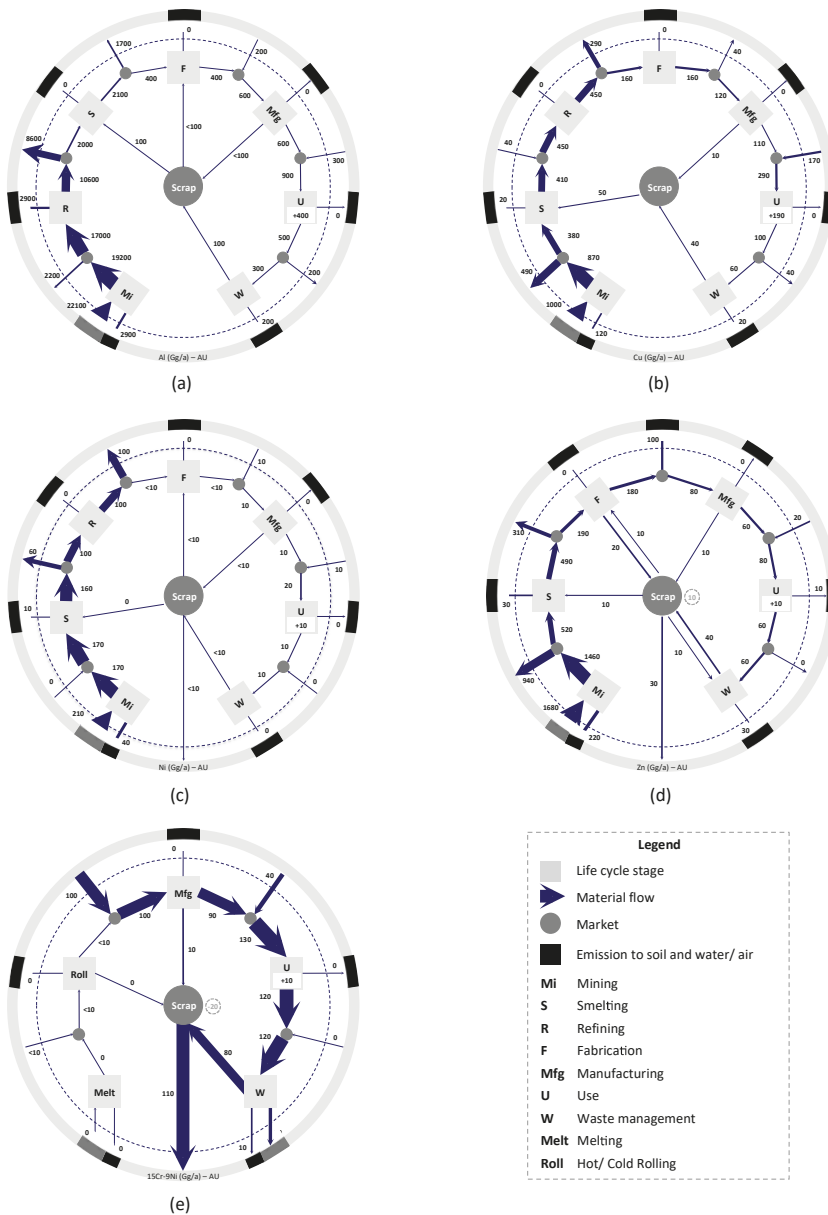 0
1700
F
200
400
400
2100
600
0
S
Mfg
0
8600
2000
100
<100
<100
600
300
10600
900
Scrap
2900
R
U
+400
0
17000
100
500
19200
300
200
2200
Mi
W
22100
2900
200
Al (Gg/a) – AU
(a)
0
290
F
40
160
160
450
120
0
R
Mfg
0
40
450
10
110
170
410
290
Scrap
50
20
S
U
+190
0
380
40
100
870
60
40
490
Mi
W
1000
120
20
Cu (Gg/a) – AU
(b)
0
100
F
10
<10
<10
100
10
0
R
Mfg
0
60
100
<10
<10
10
10
160
20
Scrap
0
10
S
U
+10
0
170
170
10
10
0
0
Mi
<10
W
210
40
0
Ni (Gg/a) – AU
(c)
100
0
0
F
180
80
Mfg
310
190
10
20
10
60
20
490
80
Scrap
10
10
30
S
U
+10
10
520
40
60
1460
10
60
0
940
Mi
30
W
1680
220
30
Zn (Gg/a) – AU
(d)
0
100
Mfg
40
100
90
<10
130
10
0
Roll
0
U
+10
0
Scrap
-20
<10
120
<10
0
80
120
0
Melt
110
W
0
0
10
0
15Cr-9Ni (Gg/a) – AU
(e)
Legend
Life cycle stage
Material flow
Market
Emission to soil and water/ air
Mi Mining
S Smelting
R Refining
F Fabrication
Mfg Manufacturing
U Use
W Waste management
Melt Melting
Roll Hot/ Cold Rolling